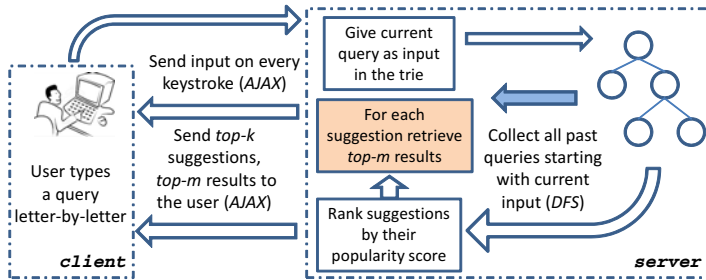 Send input on every
keystroke (AJAX)
Send top-k
suggestions,
top-m results to
the user (AJAX)
User types
a query
letter-by-letter
client
Give current
query as input
in the trie
For each
suggestion retrieve
top-m results
Collect all past
queries starting
with current
input (DFS)
Rank suggestions
by their
popularity score
server